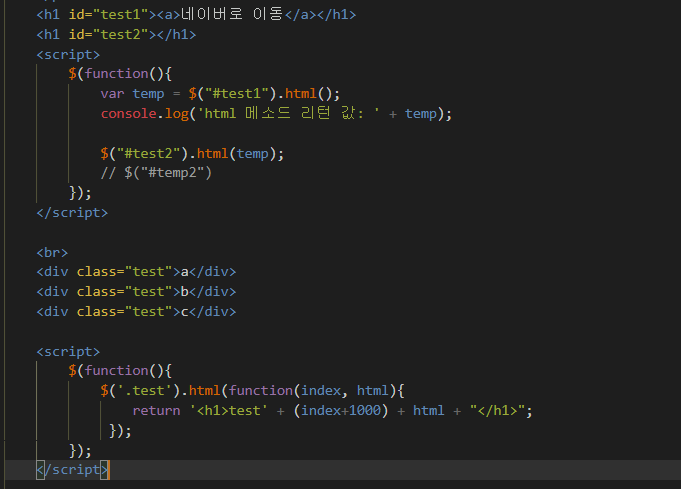 <h1 id="test1"><a>네이버로 이동</a></h1>
<h1 id="test2"></h1>
<script>
$(function(){
var temp = $("#test1").html();
console.log('html 메소드 리턴 값: ' + temp);
$("#test2").html(temp);
// $("#temp2")
});
</script>
<br>
<div class="test">a</div>
<div class="test">b</div>
<div class="test">c</div>
<script>
$(function(){
$('.test').html(function(index, html){
return '<h1>test' + (index+1000) + html + "</h1>";
});
});
</script>